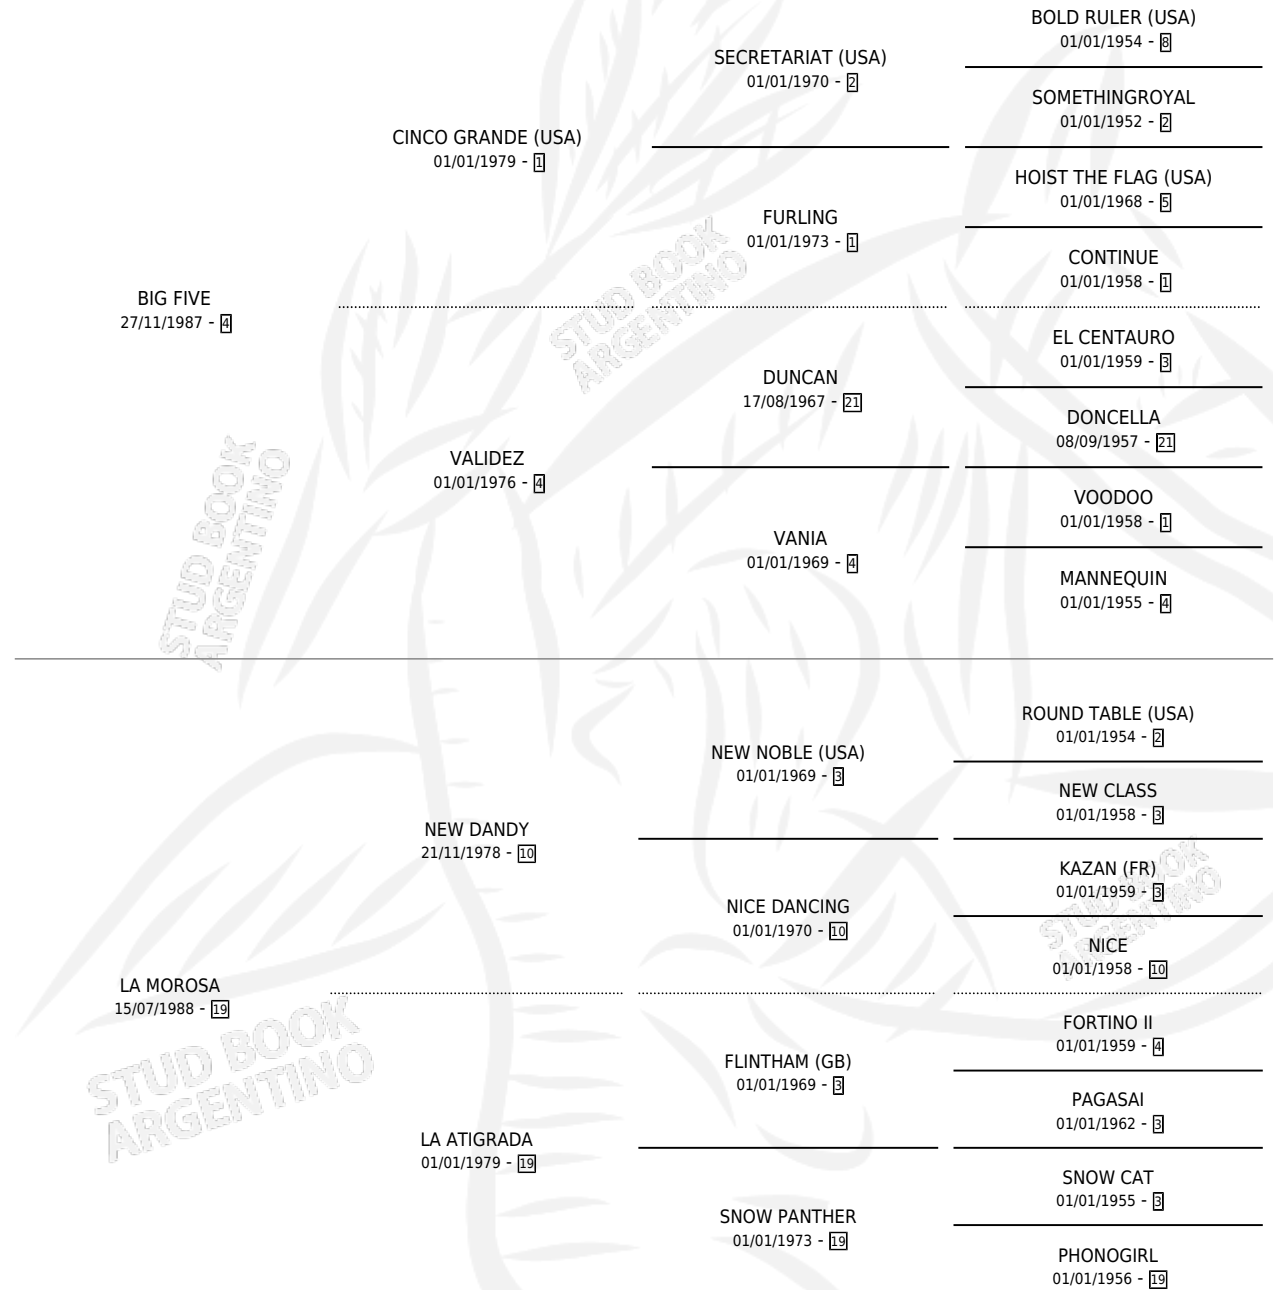 BOLD RULER (USA)
01/01/1954 - 8
SECRETARIAT (USA)
01/01/1970 - 2
SOMETHINGROYAL
01/01/1952 - 2
CINCO GRANDE (USA)
01/01/1979 - 1
HOIST THE FLAG (USA)
01/01/1968 - 5
FURLING
01/01/1973 - 1
CONTINUE
01/01/1958 - 1
BIG FIVE
27/11/1987 - 4
EL CENTAURO
01/01/1959 - 3
DUNCAN
17/08/1967 - 21
DONCELLA
08/09/1957 - 21
VALIDEZ
01/01/1976 - 4
VOODOO
01/01/1958 - 1
VANIA
01/01/1969 - 4
MANNEQUIN
01/01/1955 - 4
ROUND TABLE (USA)
01/01/1954 - 2
NEW NOBLE (USA)
01/01/1969 - 3
NEW CLASS
01/01/1958 - 3
NEW DANDY
21/11/1978 - 10
KAZAN (FR)
01/01/1959 - 3
NICE DANCING
01/01/1970 - 10
NICE
01/01/1958 - 10
LA MOROSA
15/07/1988 - 19
FORTINO II
01/01/1959 - 4
FLINTHAM (GB)
01/01/1969 - 3
PAGASAI
01/01/1962 - 3
LA ATIGRADA
01/01/1979 - 19
SNOW CAT
01/01/1955 - 3
SNOW PANTHER
01/01/1973 - 19
PHONOGIRL
01/01/1956 - 19
STUD BOOK
ARGENTINO
STUD BOOK
ARGENTINO
STUD BOOK
ARGENTINO
STUD BOOK
ARGENTINO